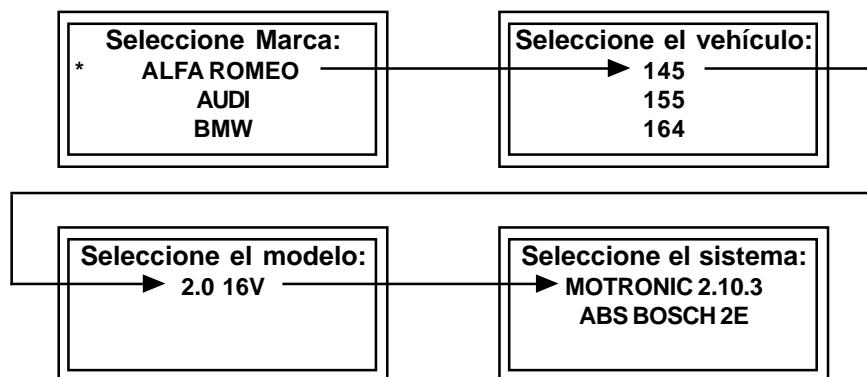 Seleccione Marca:
* ALFA ROMEO
AUDI
BMW
Seleccione el vehículo:
145
155
164
Seleccione el modelo:
2.0 16V
Seleccione el sistema:
MOTRONIC 2.10.3
ABS BOSCH 2E